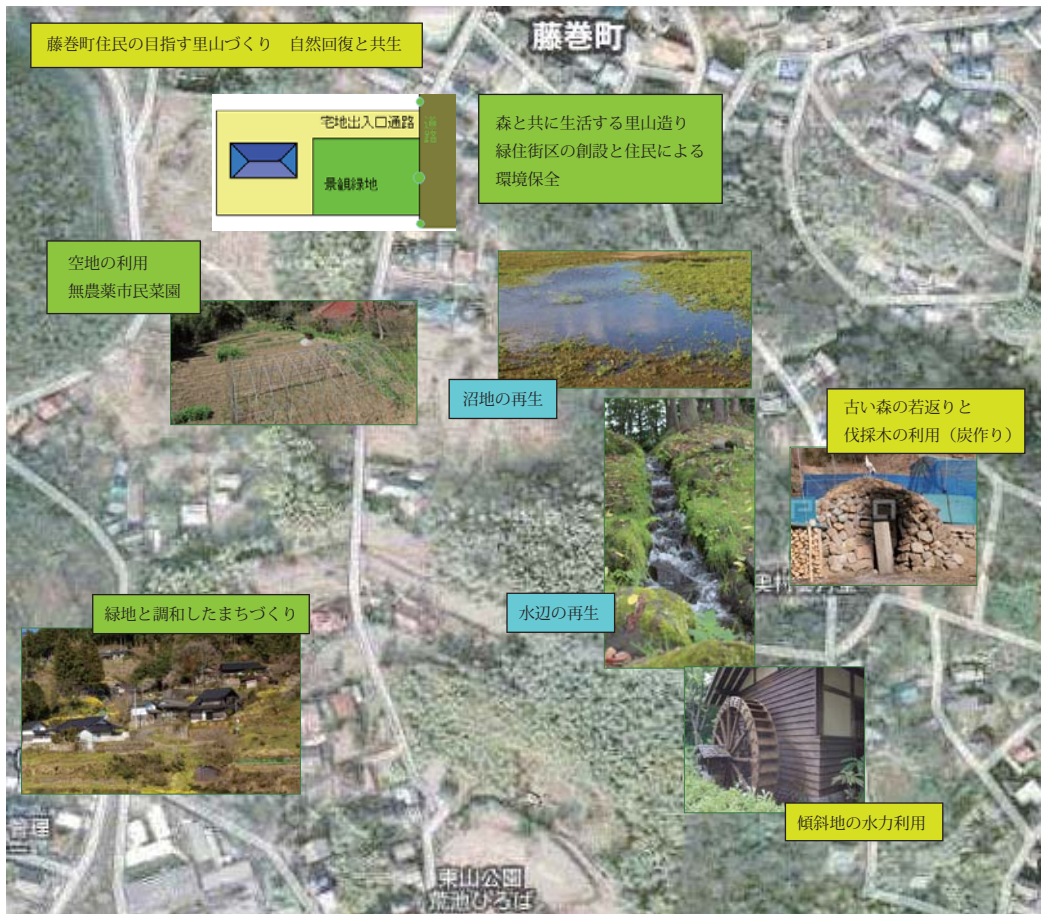 藤巻町住民の目指す里山づくり　自然回復と共生
藤巻町
宅地出入口通路
道路
景観緑地
森と共に生活する里山造り
緑住街区の創設と住民による
環境保全
空地の利用
無農薬市民菜園
沼地の再生
古い森の若返りと
伐採木の利用（炭作り）
緑地と調和したまちづくり
水辺の再生
傾斜地の水力利用
東山公園
荒池ひろば